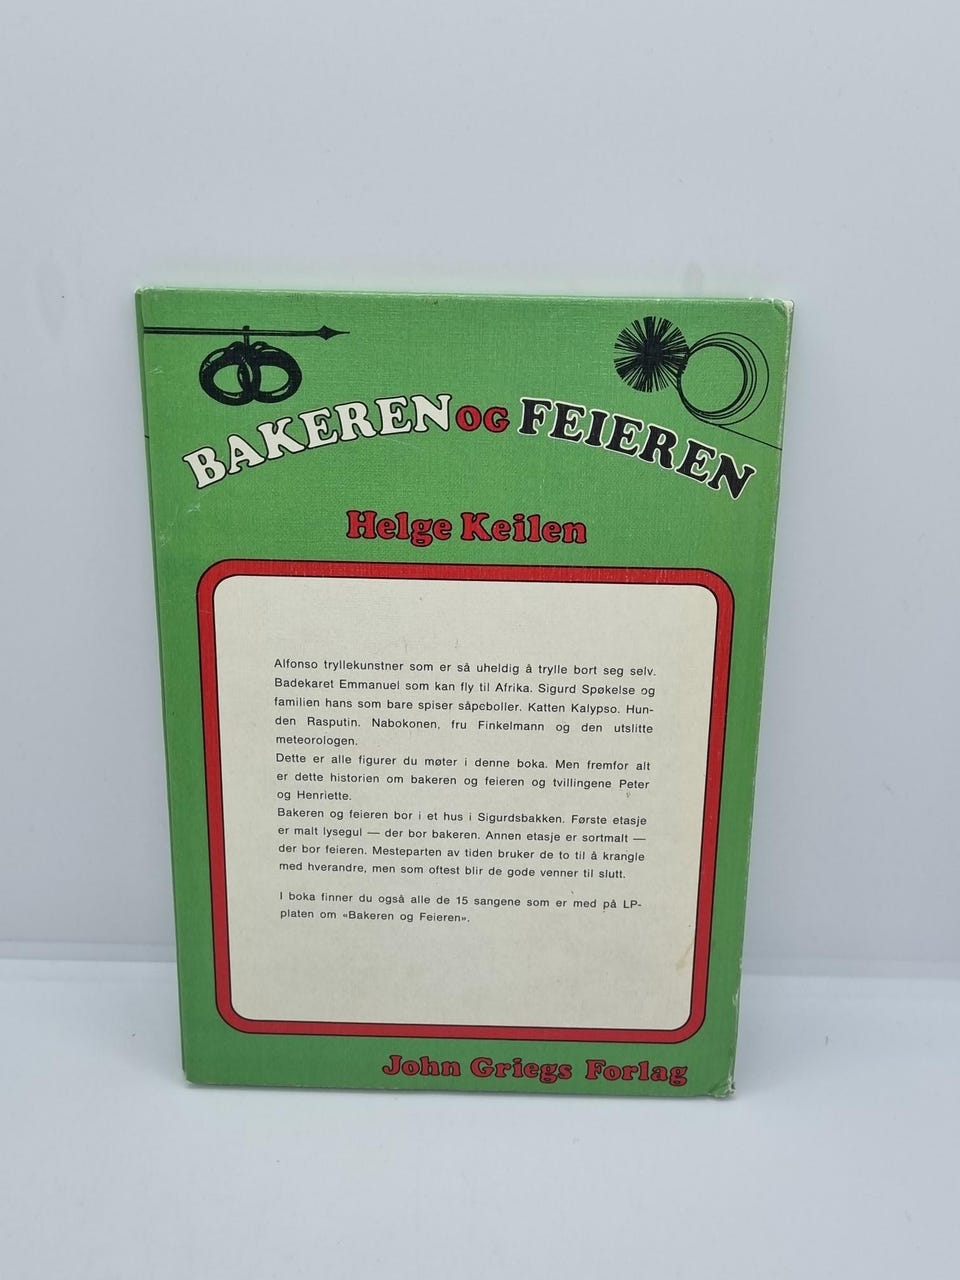 BAKEREN OG FEIEREN
Helge Keilen
Alfonso tryllekunstner som er så uheldig å trylle bort seg selv.
Badekaret Emmanuel som kan fly til Afrika. Sigurd Spøkelse og
familien hans som bare spiser såpeboller. Katten Kalypso. Hun-
den Rasputin. Nabokonen, fru Finkelmann og den utslitte
meteorologen.
Dette er alle figurer du møter i denne boka. Men fremfor alt
er dette historien om bakeren og feieren og tvillingene Peter
og Henriette.
Bakeren og feieren bor i et hus i Sigurdsbakken. Første etasje
er malt lysegul — der bor bakeren. Annen etasje er sortmalt —
der bor feieren. Mesteparten av tiden bruker de to til å krangle
med hverandre, men som oftest blir de gode venner til slutt.
I boka finner du også alle de 15 sangene som er med på LP-
platen om «Bakeren og Feieren».
John Griegs Forlag